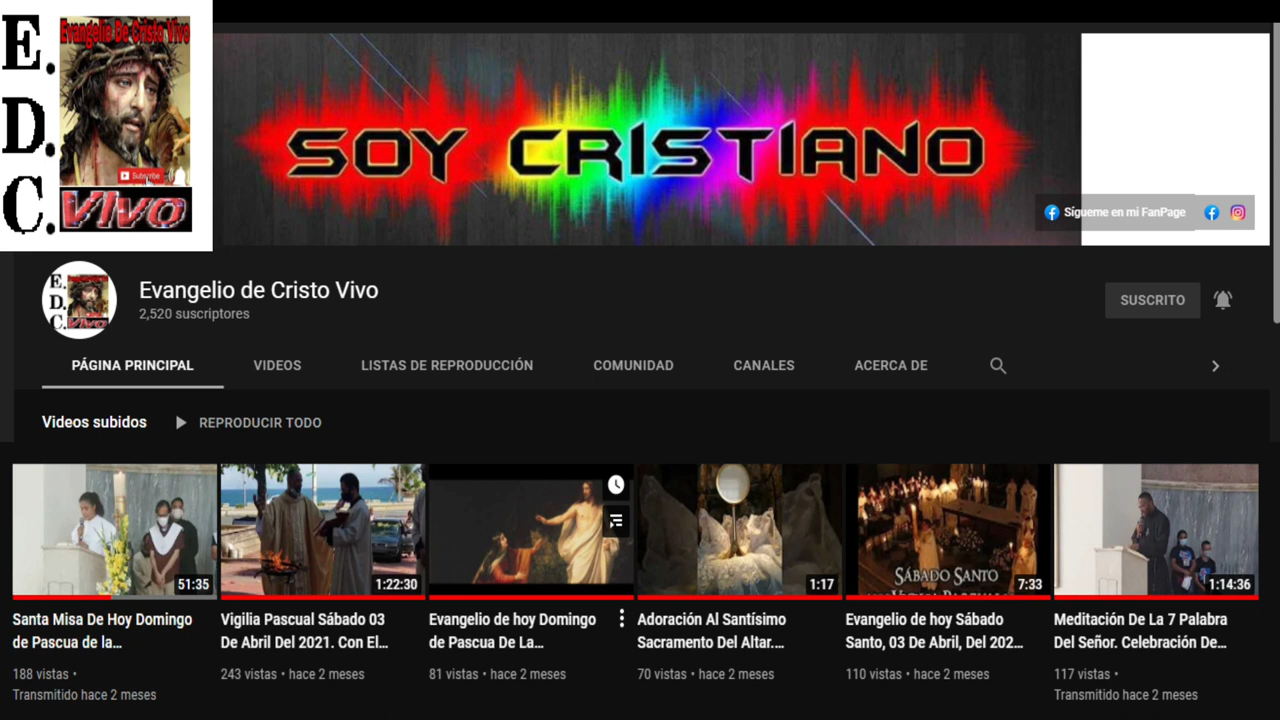 E.
D.
C.
Evangelio De Cristo Vivo
Subscribe
Vivo
SOY CRISTIANO
Sígueme en mi FanPage
E.
D.
C.
Vivo
Evangelio de Cristo Vivo
2,520 suscriptores
SUSCRITO
PÁGINA PRINCIPAL
VIDEOS
LISTAS DE REPRODUCCIÓN
COMUNIDAD
CANALES
ACERCA DE
Videos subidos
REPRODUCIR TODO
51:35
1:22:30
1:17
SÁBADO SANTO
7:33
1:14:36
Santa Misa De Hoy Domingo
de Pascua de la...
188 vistas •
Transmitido hace 2 meses
Vigilia Pascual Sábado 03
De Abril Del 2021. Con El...
243 vistas • hace 2 meses
Evangelio de hoy Domingo
de Pascua De La...
81 vistas • hace 2 meses
Adoración Al Santísimo
Sacramento Del Altar....
70 vistas • hace 2 meses
Evangelio de hoy Sábado
Santo, 03 De Abril, Del 202...
110 vistas • hace 2 meses
Meditación De La 7 Palabra
Del Señor. Celebración De...
117 vistas •
Transmitido hace 2 meses